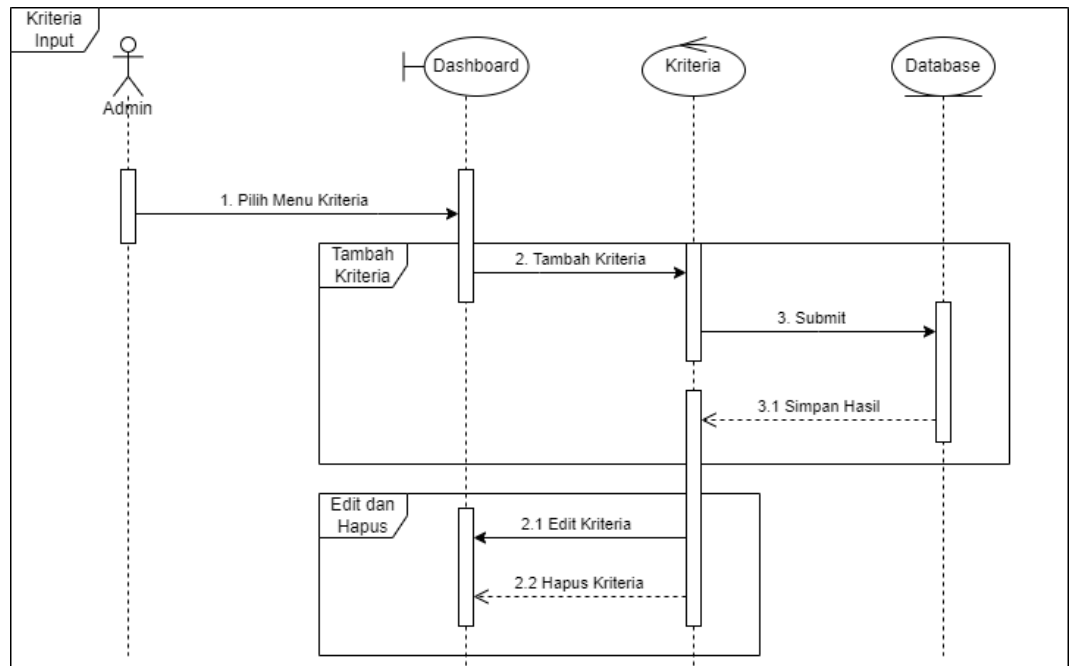 Kriteria
Input
Admin
Dashboard
Kriteria
Database
1. Pilih Menu Kriteria
Tambah
Kriteria
2. Tambah Kriteria
3. Submit
3.1 Simpan Hasil
Edit dan
Hapus
2.1 Edit Kriteria
2.2 Hapus Kriteria